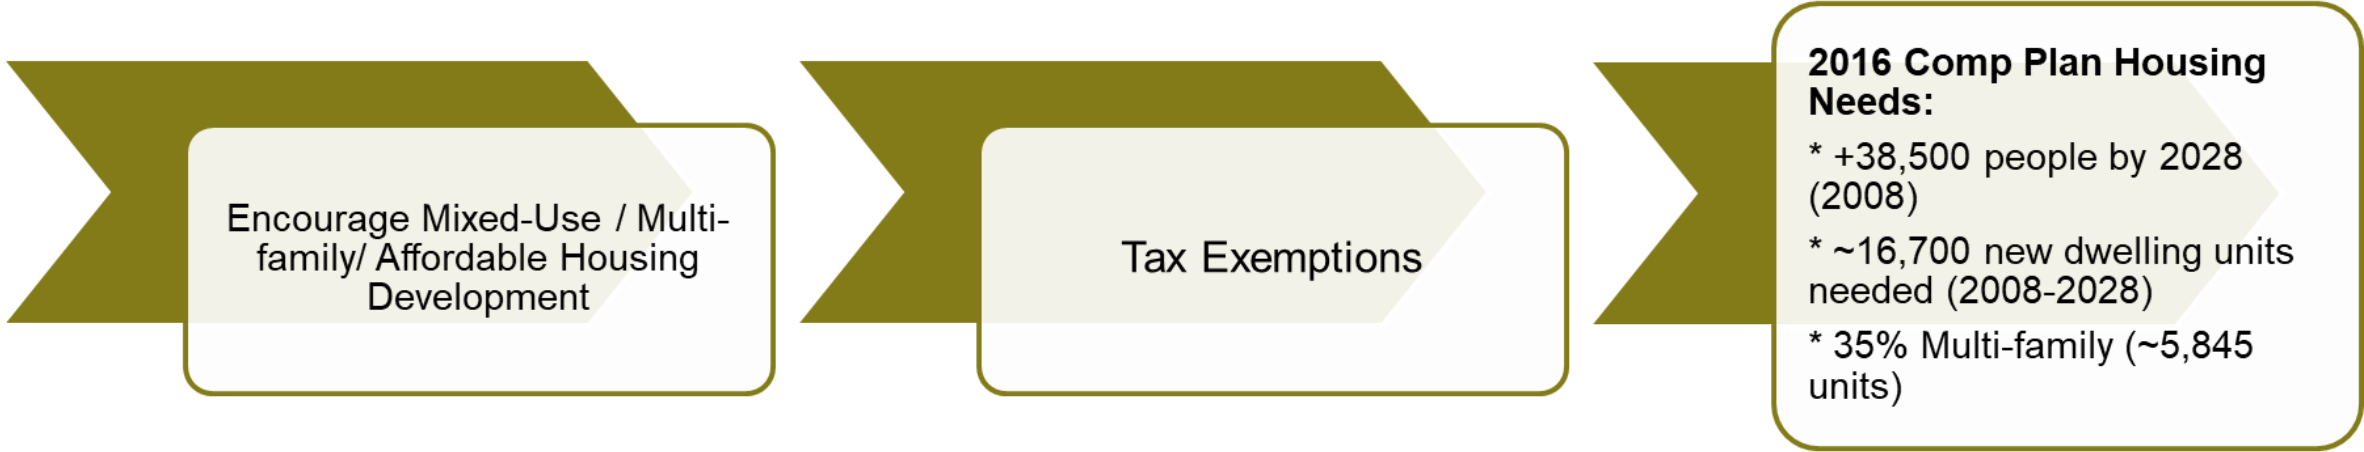 Encourage Mixed-Use / Multi-
family/ Affordable Housing
Development
Tax Exemptions
2016 Comp Plan Housing
Needs:
* +38,500 people by 2028
(2008)
* ~16,700 new dwelling units
needed (2008-2028)
* 35% Multi-family (~5,845
units)